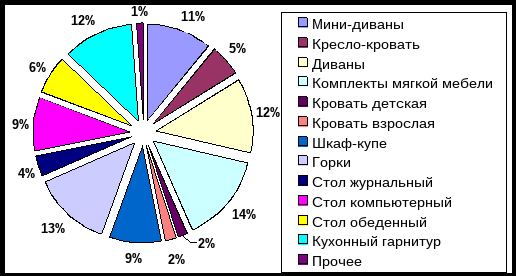 12%
1%
11%
5%
6%
12%
9%
4%
14%
13%
9%
2%
2%
Мини-диваны
Кресло-кровать
Диваны
Комплекты мягкой мебели
Кровать детская
Кровать взрослая
Шкаф-купе
Горки
Стол журнальный
Стол компьютерный
Стол обеденный
Кухонный гарнитур
Прочее